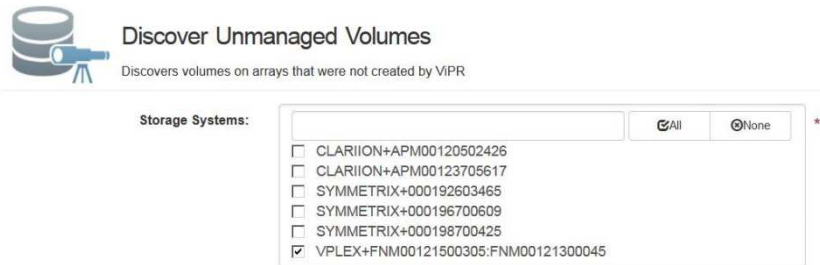 Discover Unmanaged Volumes
Discovers volumes on arrays that were not created by ViPR
Storage Systems: All None *
CLARIION+APM00120502426
CLARIION+APM00123705617
SYMMETRIX+000192603465
SYMMETRIX+000196700609
SYMMETRIX+000198700425
VPLEX+FNM00121500305:FNM00121300045